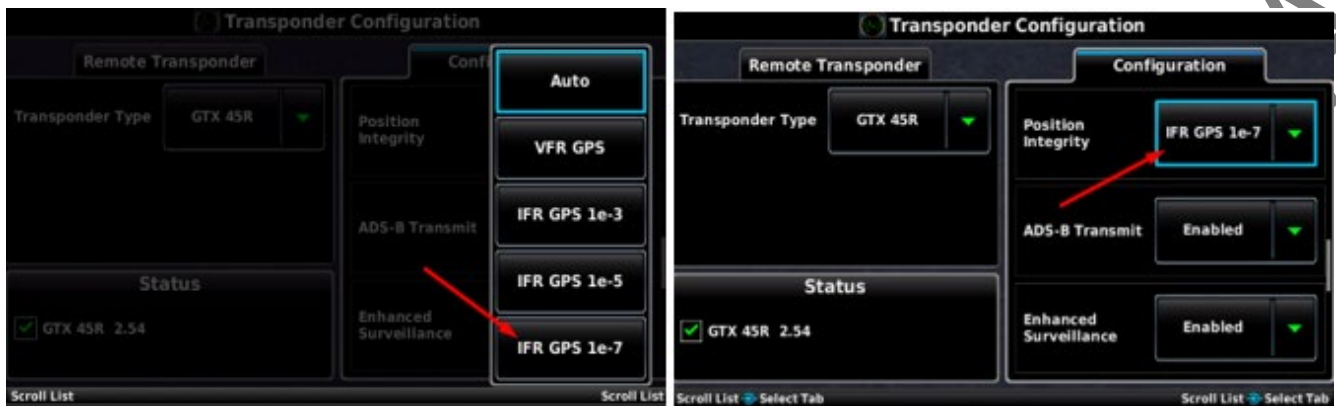 Transponder Configuration
Remote Transponder
Confi
Transponder Type
GTX 45R
Position
Integrity
ADS-B Transmit
Enhanced
Surveillance
Auto
VFR GPS
IFR GPS 1e-3
IFR GPS 1e-5
IFR GPS 1e-7
Status
GTX 45R 2.54
Scroll List
Scroll List
Transponder Configuration
Remote Transponder
Configuration
Transponder Type
GTX 45R
Position
Integrity
IFR GPS 1e-7
ADS-B Transmit
Enabled
Enhanced
Surveillance
Enabled
Status
GTX 45R 2.54
Scroll List Select Tab
Scroll List Select Tab